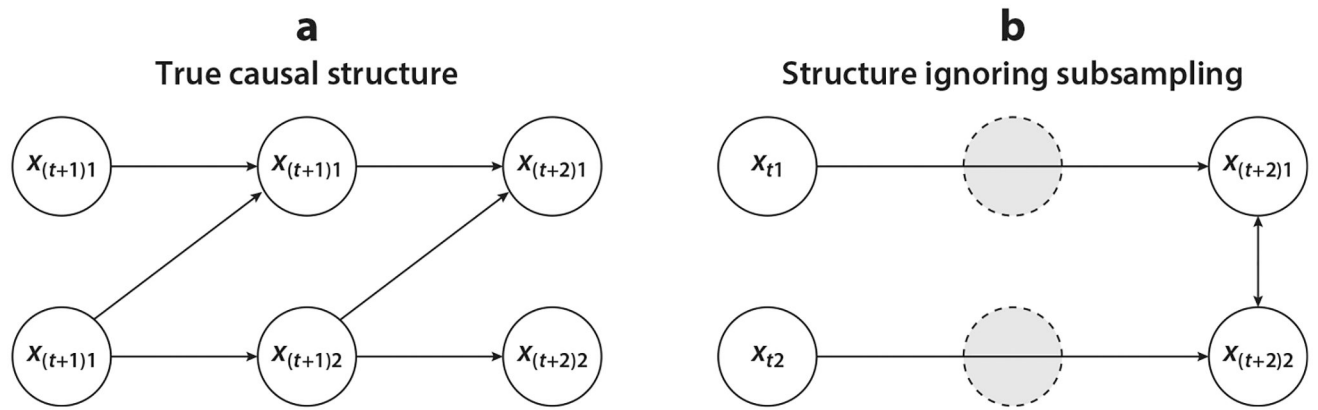 a
True causal structure
x(t+1)1
x(t+1)1
x(t+2)1
x(t+1)1
x(t+1)2
x(t+2)2
b
Structure ignoring subsampling
xt1
x(t+2)1
xt2
x(t+2)2